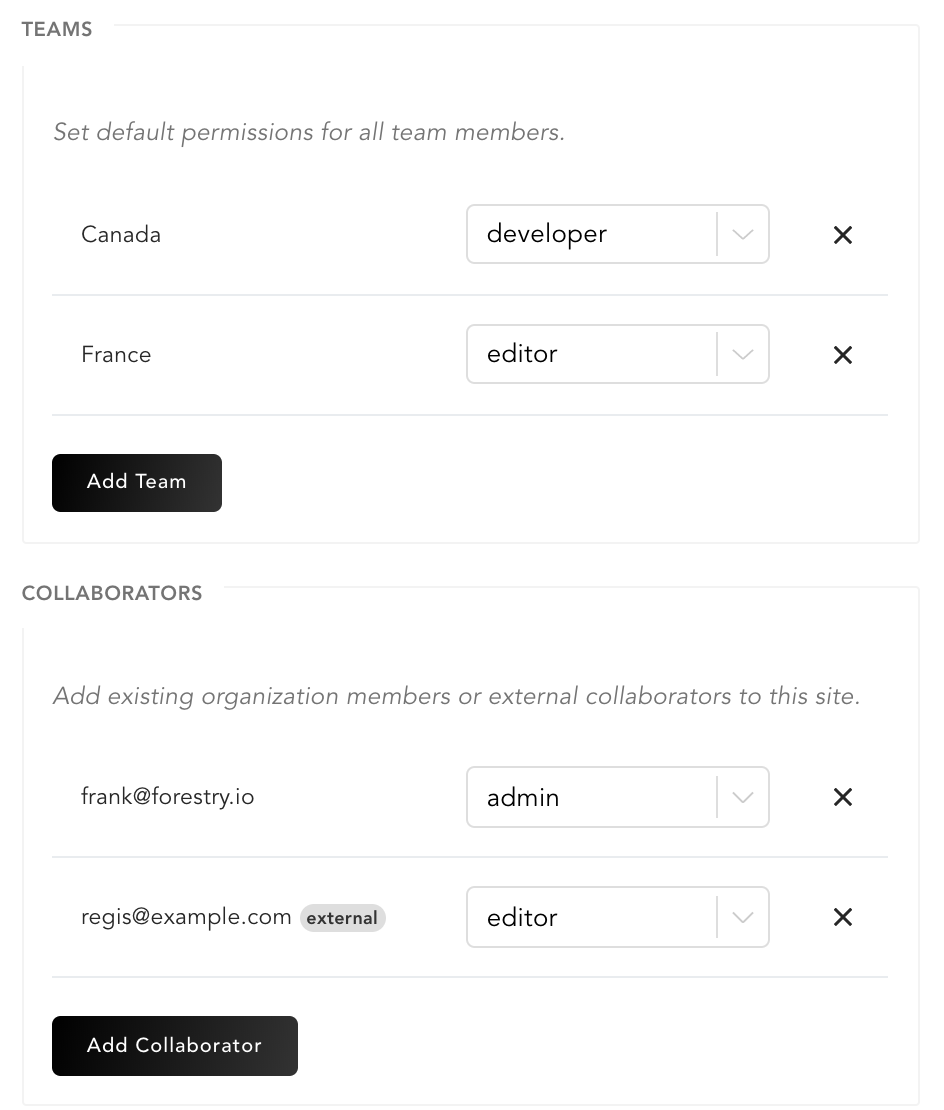 TEAMS
Set default permissions for all team members.
Canada developer
France editor
Add Team
COLLABORATORS
Add existing organization members or external collaborators to this site.
frank@forestry.io admin
regis@example.com external editor
Add Collaborator